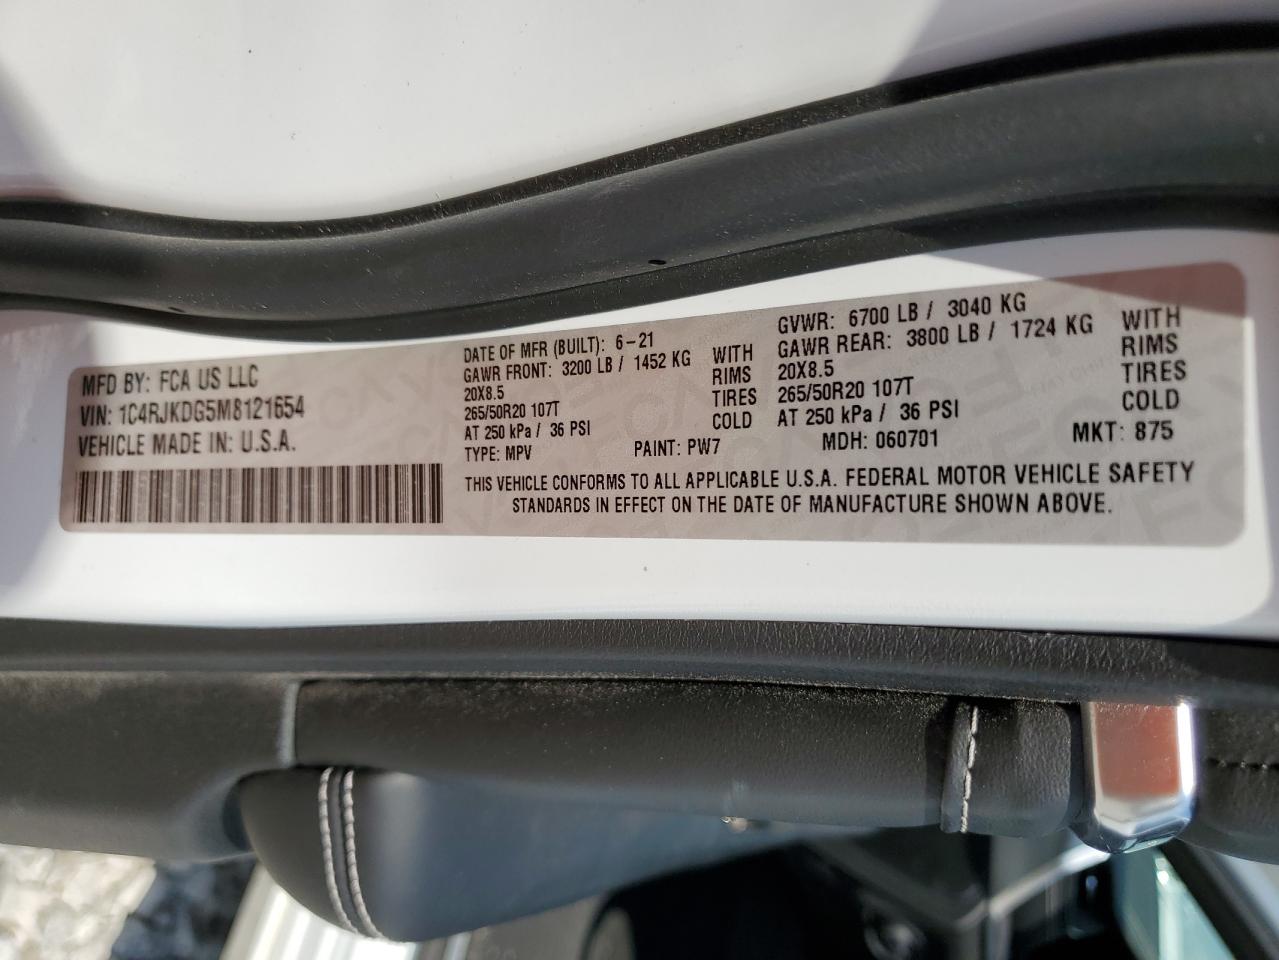 MFD BY: FCA US LLC
VIN: 1C4RJKDG5M8121654
VEHICLE MADE IN: U.S.A.
DATE OF MFR (BUILT): 6-21
GAWR FRONT: 3200 LB / 1452 KG WITH
20X8.5 RIMS
265/50R20 107T TIRES
AT 250 kPa / 36 PSI COLD
TYPE: MPV PAINT: PW7
GVWR: 6700 LB / 3040 KG
GAWR REAR: 3800 LB / 1724 KG WITH
20X8.5 RIMS
265/50R20 107T TIRES
AT 250 kPa / 36 PSI COLD
MDH: 060701 MKT: 875
THIS VEHICLE CONFORMS TO ALL APPLICABLE U.S.A. FEDERAL MOTOR VEHICLE SAFETY
STANDARDS IN EFFECT ON THE DATE OF MANUFACTURE SHOWN ABOVE.